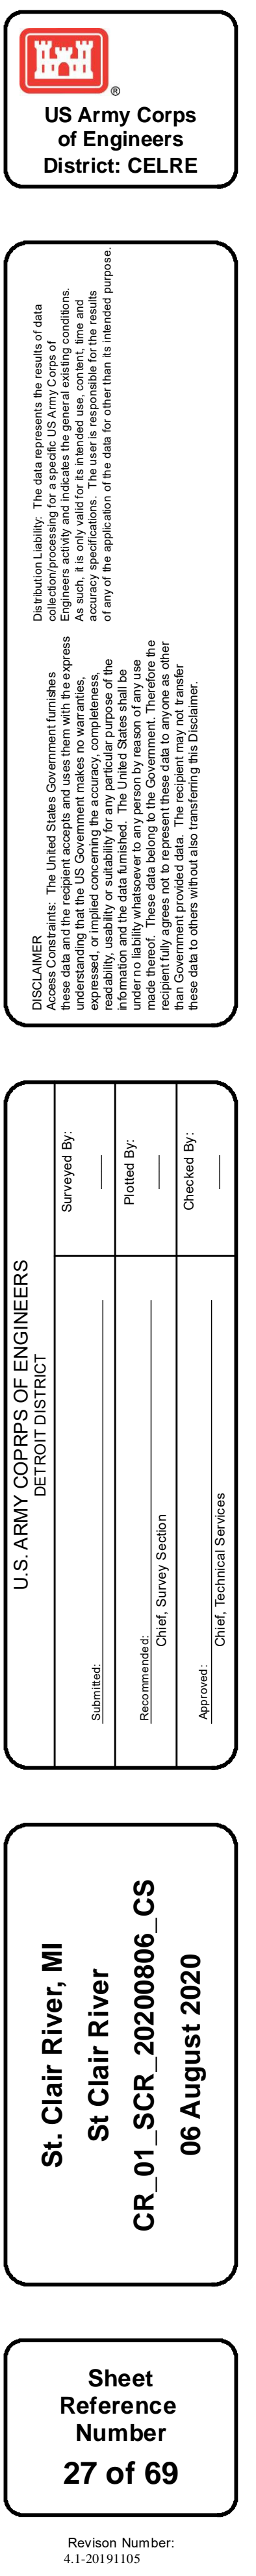 ®
US Army Corps
of Engineers
District: CELRE
DISCLAIMER
Access Constraints: The United States Government furnishes
these data and the recipient accepts and uses them with the express
understanding that the US Government makes no warranties,
expressed, or implied concerning the accuracy, completeness,
readability, usability or suitability for any particular purpose of the
information and the data furnished. The United States shall be
under no liability whatsoever to any person by reason of any use
made thereof. These data belong to the Government. Therefore the
recipient fully agrees not to represent these data to anyone as other
than Government provided data. The recipient may not transfer
these data to others without also transferring this Disclaimer.
Distribution Liability: The data represents the results of data
collection/processing for a specific US Army Corps of
Engineers activity and indicates the general existing conditions.
As such, it is only valid for its intended use, content, time and
accuracy specifications. The user is responsible for the results
of any of the application of the data for other than its intended purpose.
U.S. ARMY COPRPS OF ENGINEERS
DETROIT DISTRICT
Submitted:
Surveyed By:
Recommended:
Chief, Survey Section
Plotted By:
Approved:
Chief, Technical Services
Checked By:
St. Clair River, MI
St Clair River
CR_01_SCR_20200806_CS
06 August 2020
Sheet
Reference
Number
27 of 69
Revison Number:
4.1-20191105